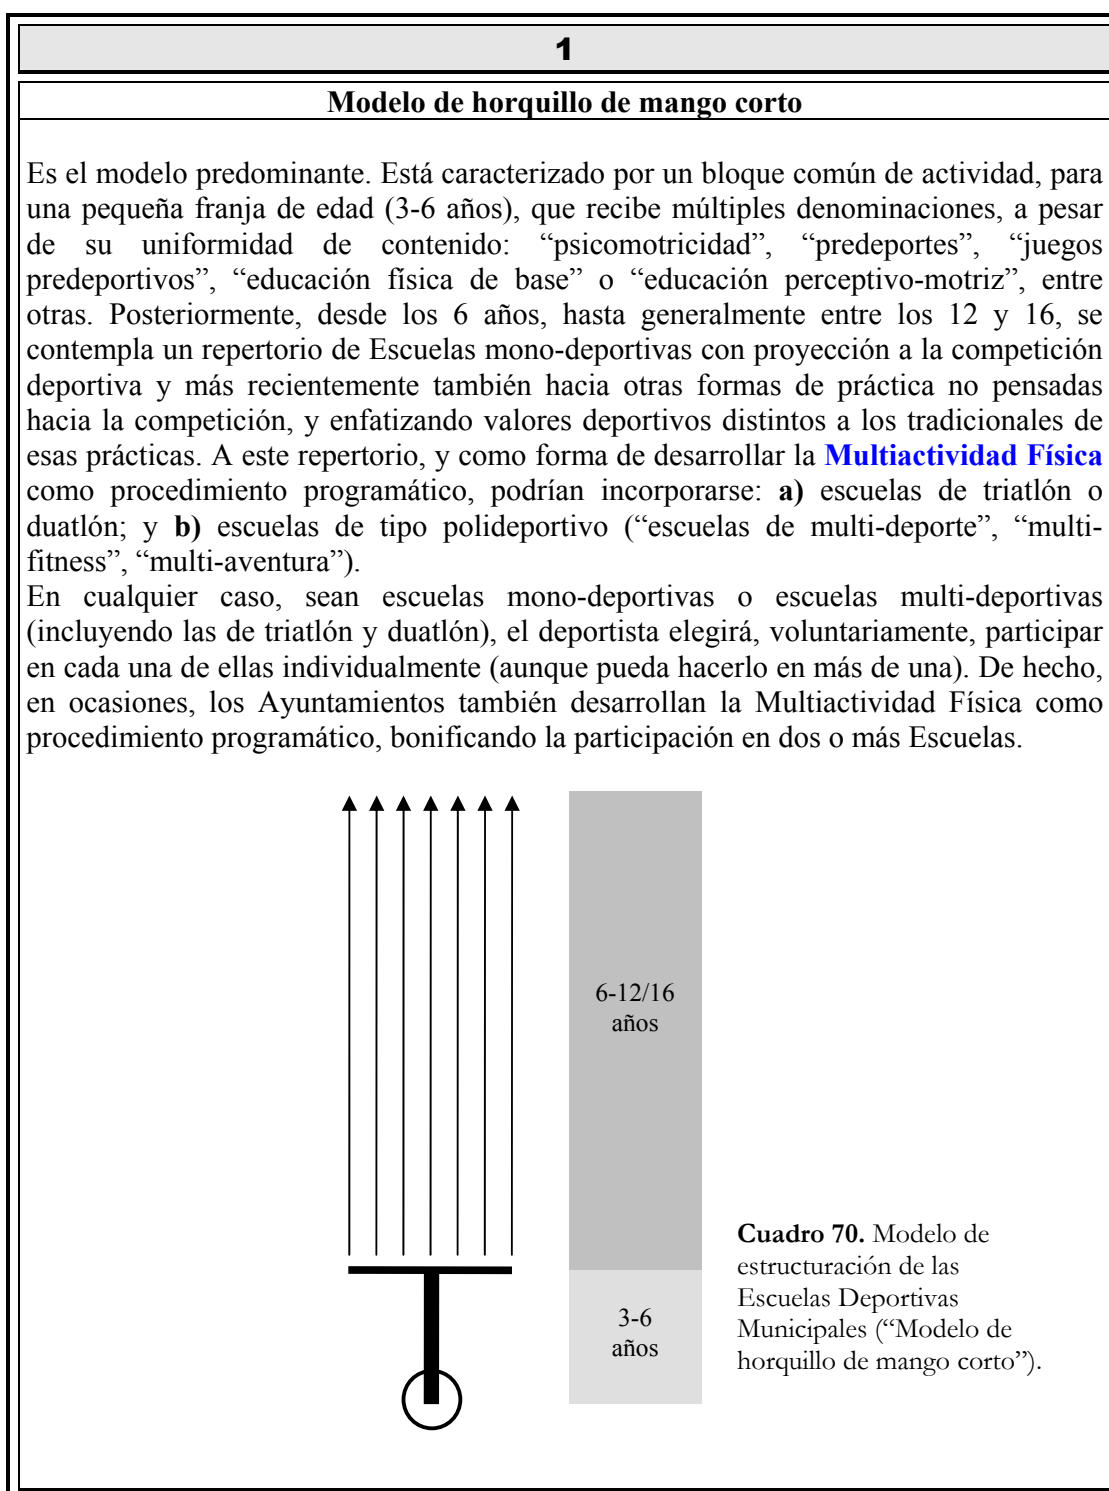 1
Modelo de horquillo de mango corto
Es el modelo predominante. Está caracterizado por un bloque común de actividad, para
una pequeña franja de edad (3-6 años), que recibe múltiples denominaciones, a pesar
de su uniformidad de contenido: “psicomotricidad”, “predeportes”, “juegos
predeportivos”, “educación física de base” o “educación perceptivo-motriz”, entre
otras. Posteriormente, desde los 6 años, hasta generalmente entre los 12 y 16, se
contempla un repertorio de Escuelas mono-deportivas con proyección a la competición
deportiva y más recientemente también hacia otras formas de práctica no pensadas
hacia la competición, y enfatizando valores deportivos distintos a los tradicionales de
esas prácticas. A este repertorio, y como forma de desarrollar la Multiactividad Física
como procedimiento programático, podrían incorporarse: a) escuelas de triatlón o
duatlón; y b) escuelas de tipo polideportivo (“escuelas de multi-deporte”, “multi-
fitness”, “multi-aventura”).
En cualquier caso, sean escuelas mono-deportivas o escuelas multi-deportivas
(incluyendo las de triatlón y duatlón), el deportista elegirá, voluntariamente, participar
en cada una de ellas individualmente (aunque pueda hacerlo en más de una). De hecho,
en ocasiones, los Ayuntamientos también desarrollan la Multiactividad Física como
procedimiento programático, bonificando la participación en dos o más Escuelas.
6-12/16
años
3-6
años
Cuadro 70. Modelo de
estructuración de las
Escuelas Deportivas
Municipales (“Modelo de
horquillo de mango corto”).